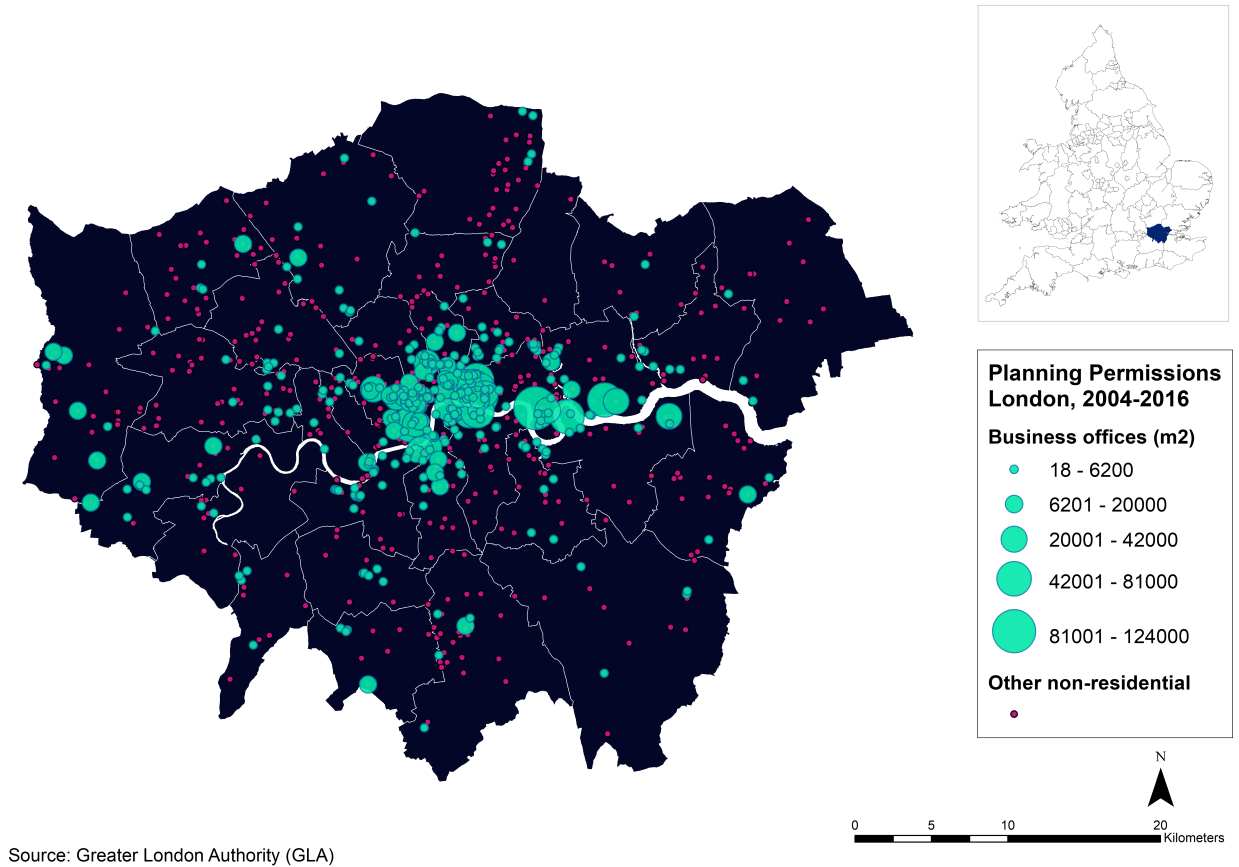 Planning Permissions
London, 2004-2016
Business offices (m2)
18 - 6200
6201 - 20000
20001 - 42000
42001 - 81000
81001 - 124000
Other non-residential
N
0 5 10 20
Kilometers
Source: Greater London Authority (GLA)